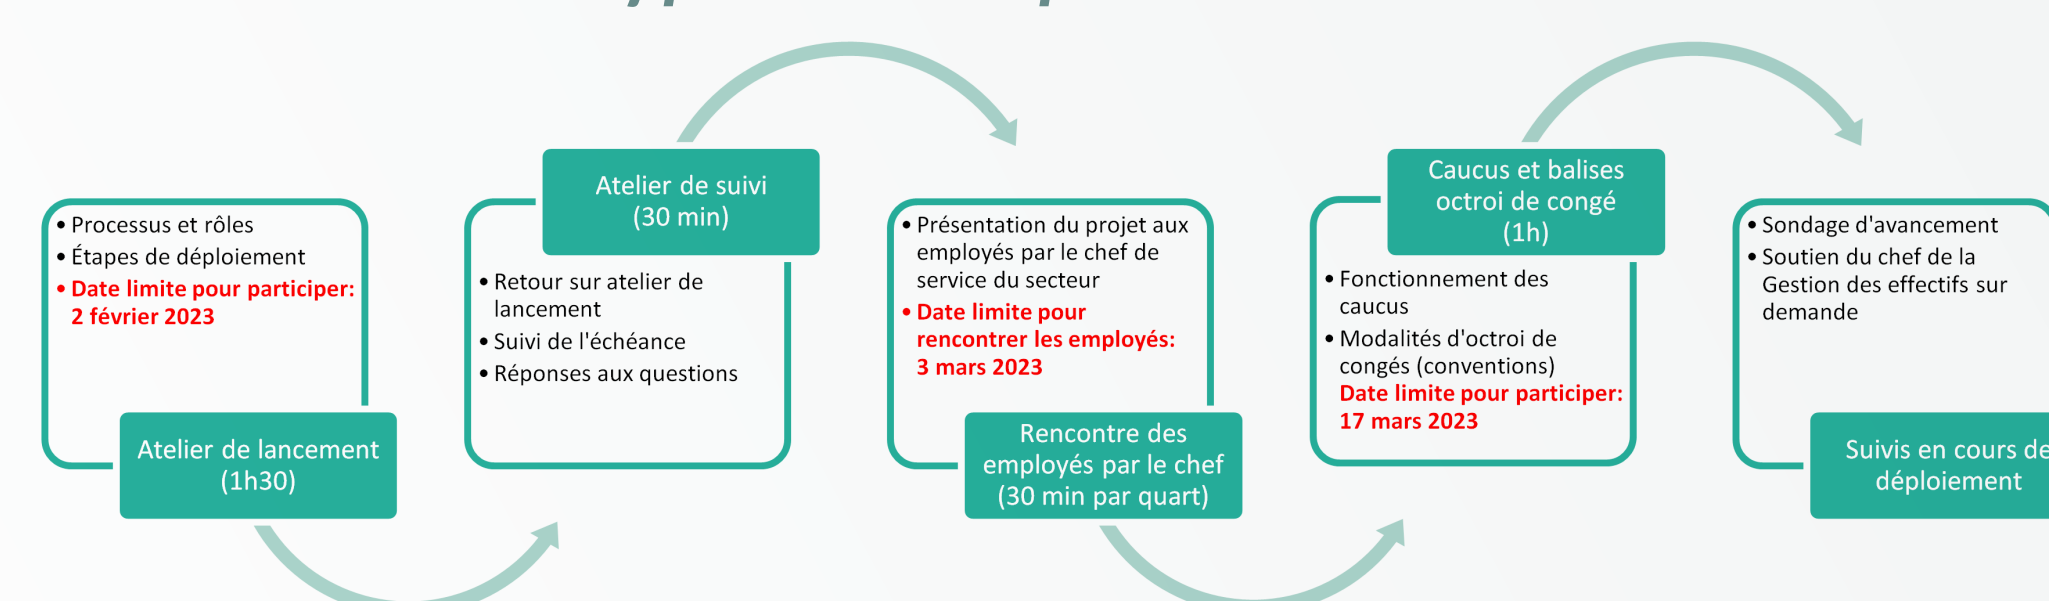 • Processus et rôles
• Étapes de déploiement
• Date limite pour participer:
2 février 2023
Atelier de lancement
(1h30)
Atelier de suivi
(30 min)
• Retour sur atelier de
lancement
• Suivi de l'échéance
• Réponses aux questions
• Présentation du projet aux
employés par le chef de
service du secteur
• Date limite pour
rencontrer les employés:
3 mars 2023
Rencontre des
employés par le chef
(30 min par quart)
Caucus et balises
octroi de congé
(1h)
• Fonctionnement des
caucus
• Modalités d'octroi de
congés (conventions)
Date limite pour participer:
17 mars 2023
• Sondage d'avancement
• Soutien du chef de la
Gestion des effectifs sur
demande
Suivis en cours de
déploiement